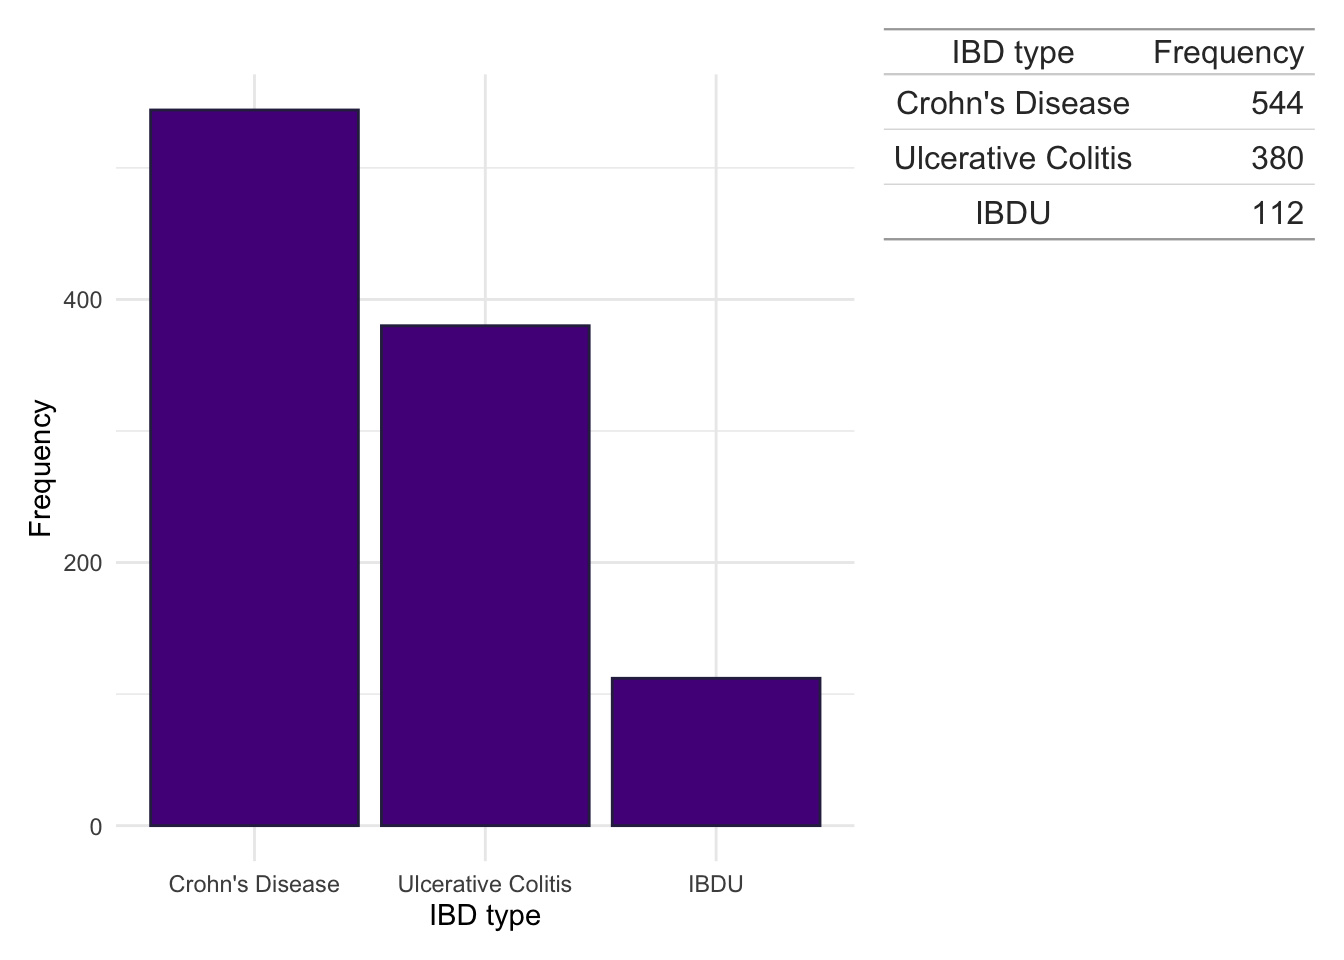 IBD type Frequency
Crohn's Disease 544
Ulcerative Colitis 380
IBDU 112
Frequency
400
200
0
Crohn's Disease Ulcerative Colitis IBDU
IBD type